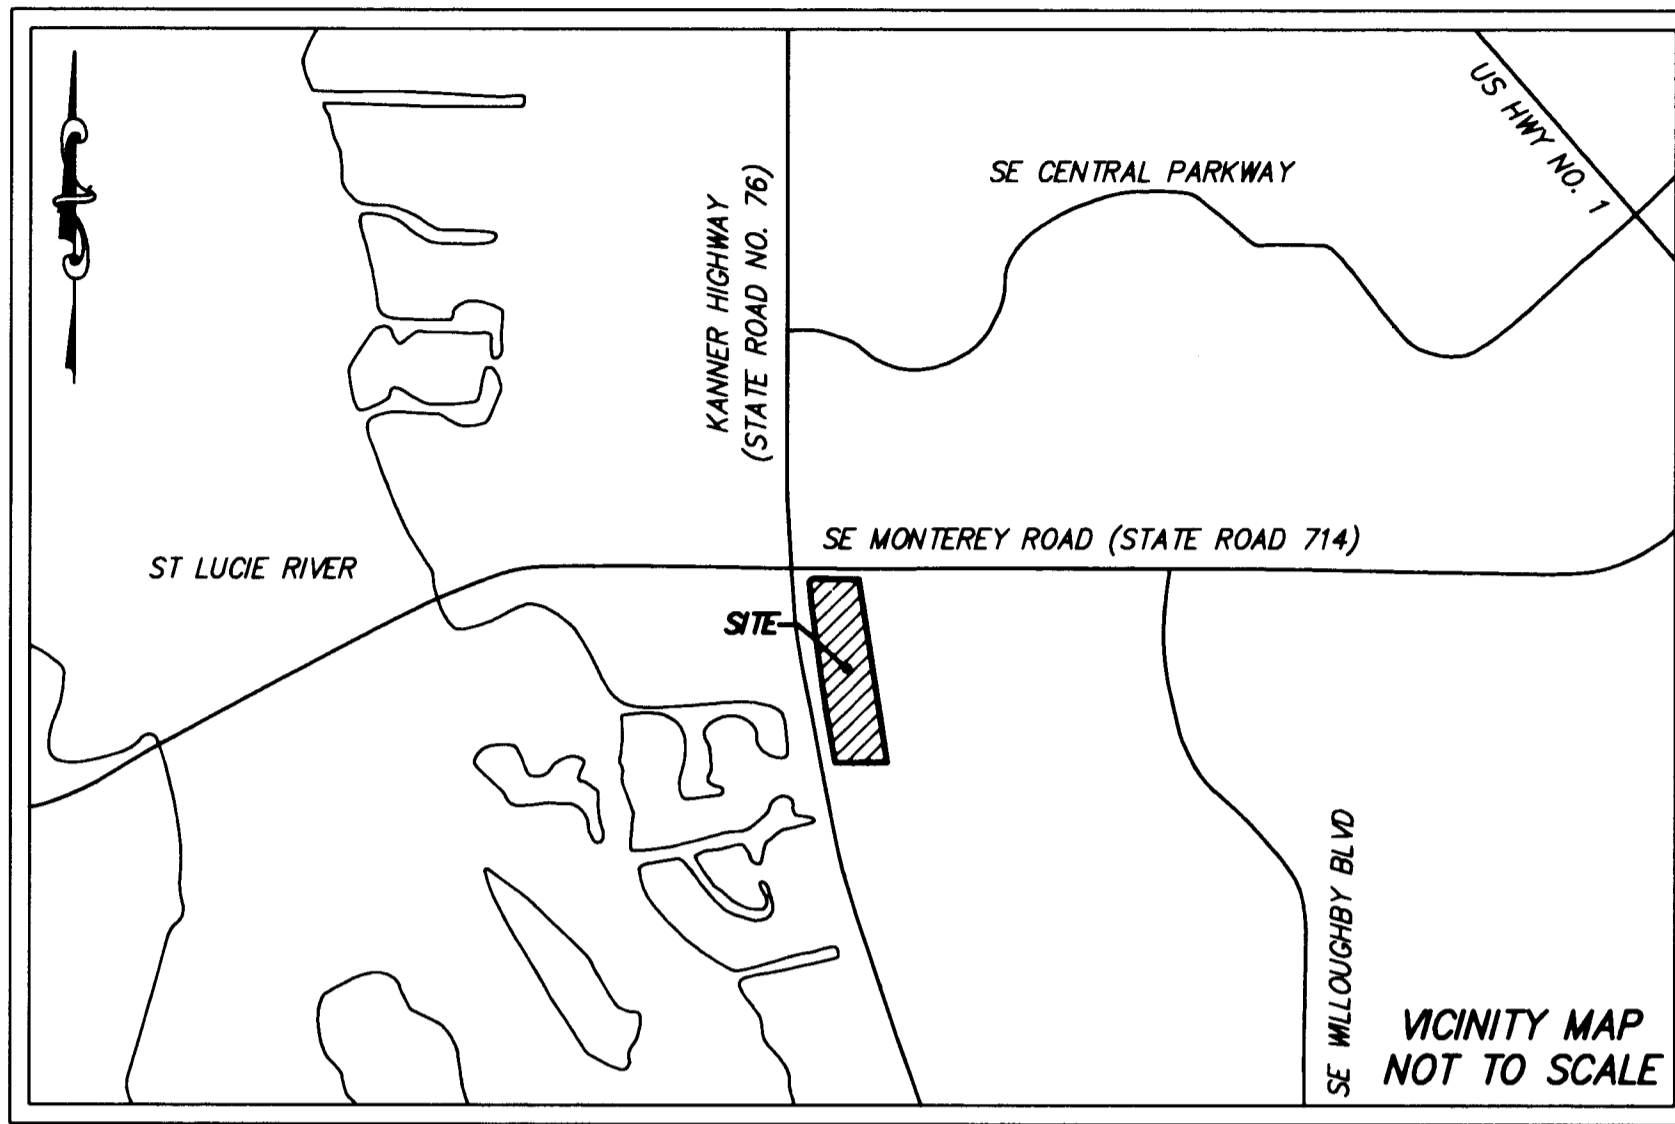 US HWY NO. 1
SE CENTRAL PARKWAY
KANNER HIGHWAY
(STATE ROAD NO. 76)
SE MONTEREY ROAD (STATE ROAD 714)
ST LUCIE RIVER
SITE
SE WILLOUGHBY BLVD
VICINITY MAP
NOT TO SCALE